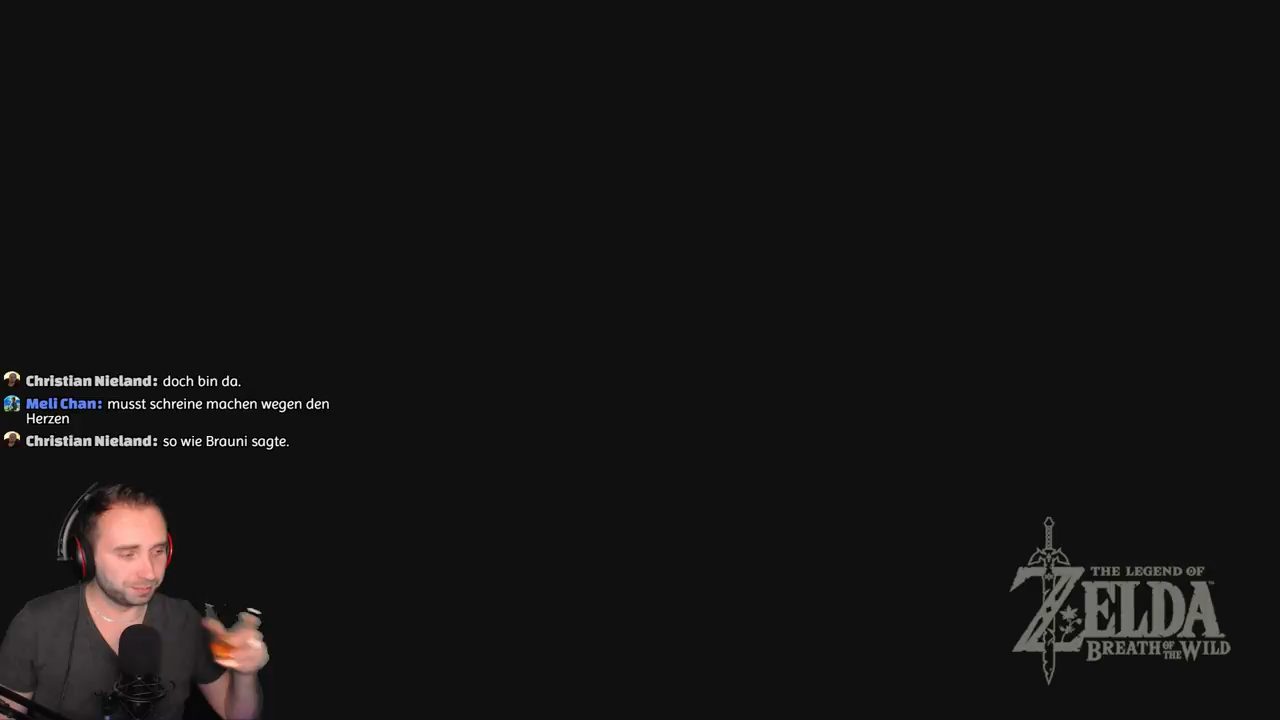 Christian Nieland: doch bin da.
Meli Chan: musst schreine machen wegen den
Herzen
Christian Nieland: so wie Brauni sagte.
THE LEGEND OF
ZELDA
BREATH OF THE WILD